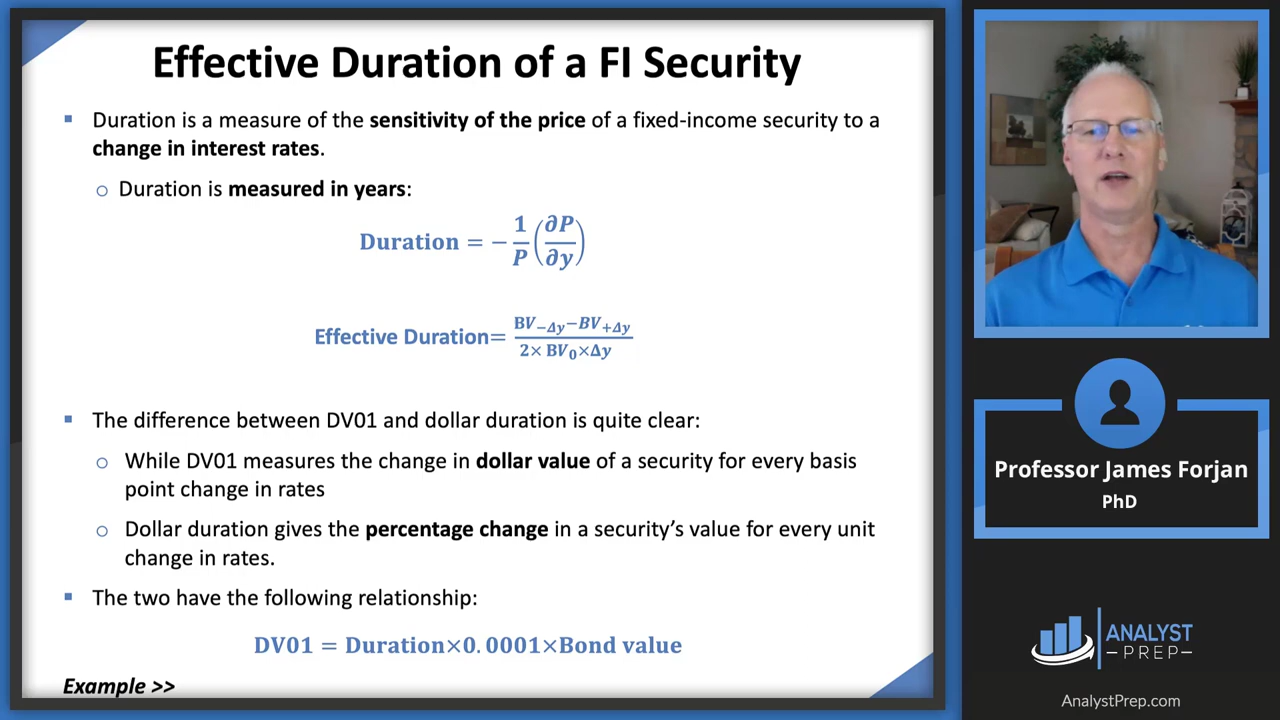 Effective Duration of a FI Security
▪ Duration is a measure of the sensitivity of the price of a fixed-income security to a
change in interest rates.
o Duration is measured in years:
Duration = −1/P(∂P/∂y)
Effective Duration= BV₋Δy−BV₊Δy / 2× BV₀×Δy
▪ The difference between DV01 and dollar duration is quite clear:
o While DV01 measures the change in dollar value of a security for every basis
point change in rates
o Dollar duration gives the percentage change in a security’s value for every unit
change in rates.
▪ The two have the following relationship:
DV01 = Duration×0.0001×Bond value
Example >>
Professor James Forjan
PhD
ANALYST
—PREP—
AnalystPrep.com